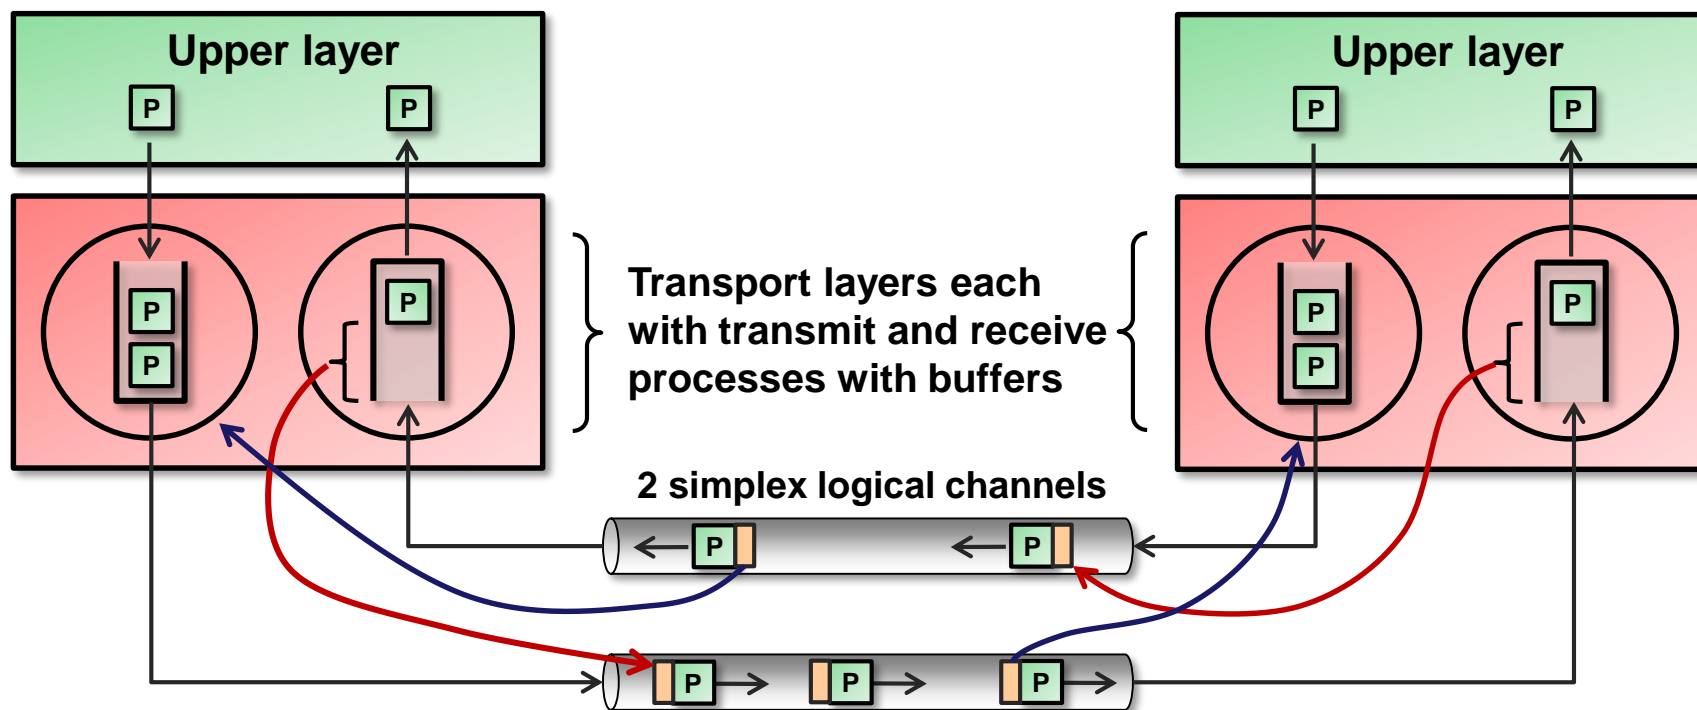 Upper layer
Upper layer
P
P
P
P
P
P
P
P
P
P
Transport layers each
with transmit and receive
processes with buffers
2 simplex logical channels
P
P
P
P
P